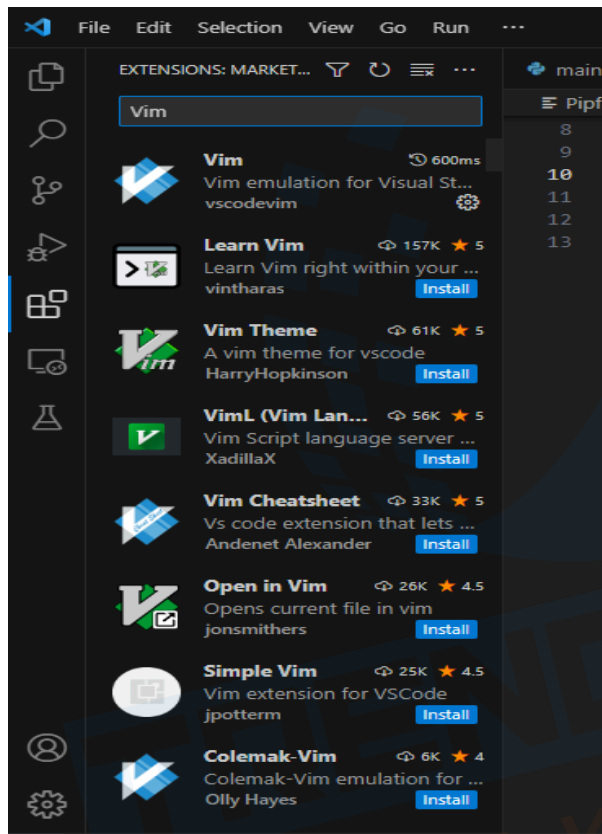 File Edit Selection View Go Run ...
EXTENSIONS: MARKET...
main
Vim
Pipf
8
9
10
11
12
13
Vim 600ms
Vim emulation for Visual St...
vscodevim
Learn Vim 157K ★ 5
Learn Vim right within your ...
vintharas Install
Vim Theme 61K ★ 5
A vim theme for vscode
HarryHopkinson Install
VimL (Vim Lan... 56K ★ 5
Vim Script language server ...
XadillaX Install
Vim Cheatsheet 33K ★ 5
Vs code extension that lets ...
Andenet Alexander Install
Open in Vim 26K ★ 4.5
Opens current file in vim
jonsmithers Install
Simple Vim 25K ★ 4.5
Vim extension for VSCode
jpotterm Install
Colemak-Vim 6K ★ 4
Colemak-Vim emulation for ...
Olly Hayes Install